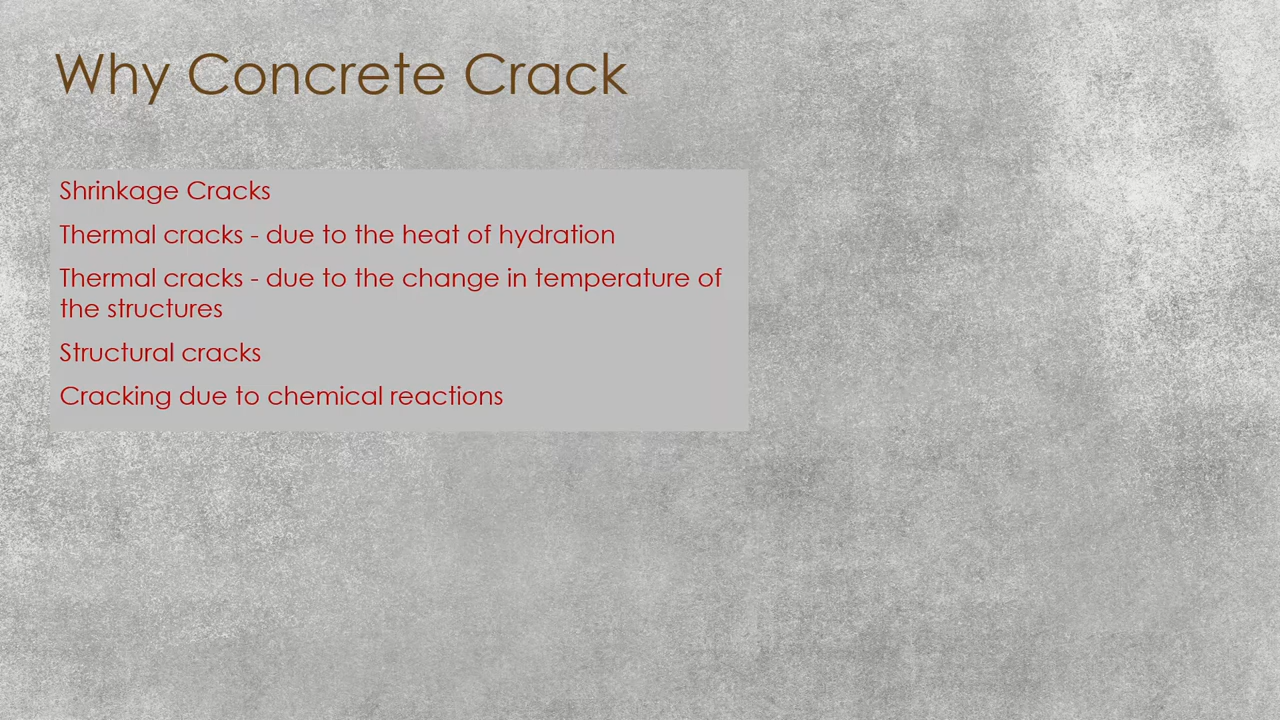 Why Concrete Crack
Shrinkage Cracks
Thermal cracks - due to the heat of hydration
Thermal cracks - due to the change in temperature of
the structures
Structural cracks
Cracking due to chemical reactions